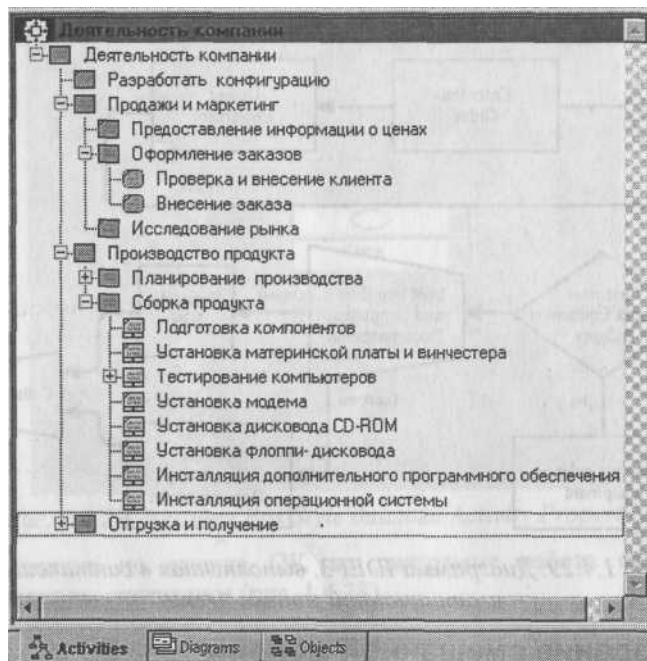 Деятельность компании
Деятельность компании
Разработать конфигурацию
Продажи и маркетинг
Предоставление информации о ценах
Оформление заказов
Проверка и внесение клиента
Внесение заказа
Исследование рынка
Производство продукта
Планирование производства
Сборка продукта
Подготовка компонентов
Установка материнской платы и винчестера
Тестирование компьютеров
Установка модема
Установка дисковода CD-ROM
Установка флоппи-дисковода
Инсталляция дополнительного программного обеспечения
Инсталляция операционной системы
Отгрузка и получение
Activities Diagrams Objects